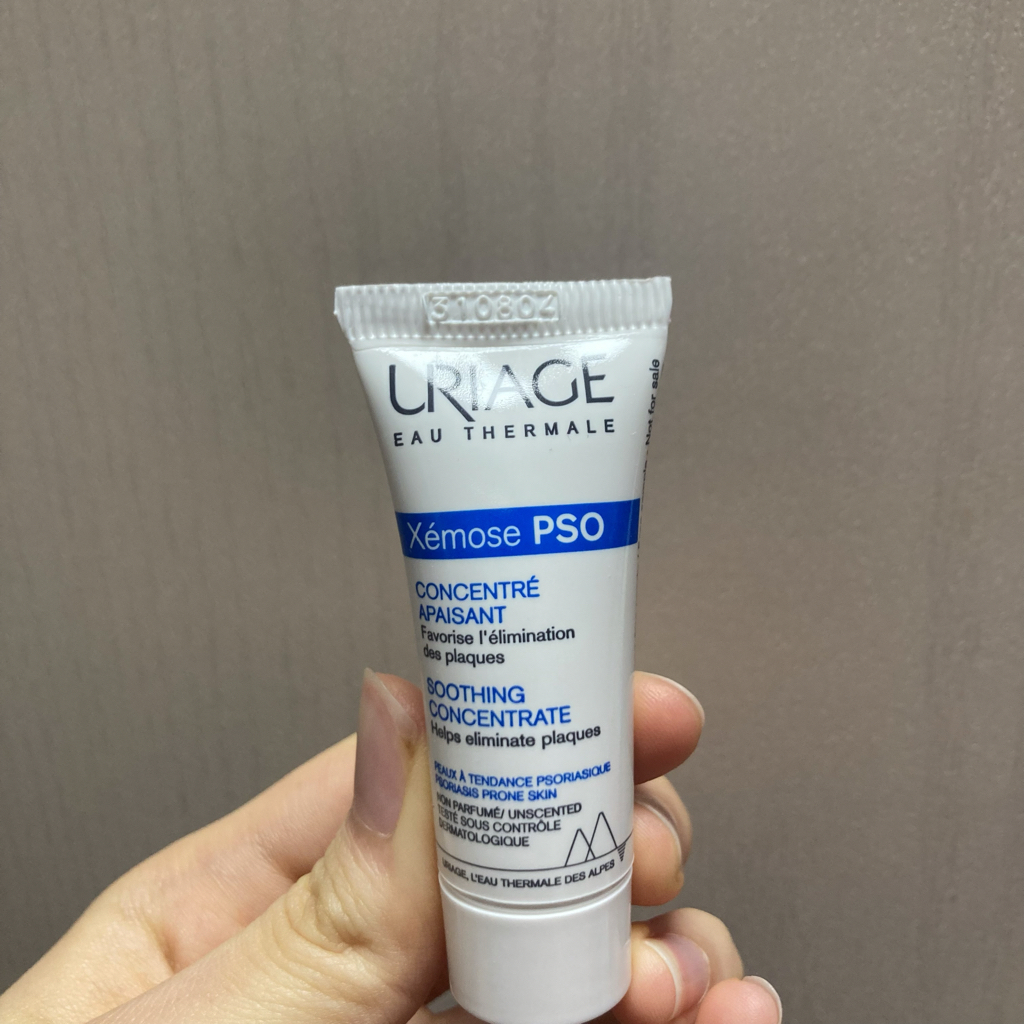 310804
URIAGE
EAU THERMALE
Not for sale
Xémose PSO
CONCENTRÉ
APAISANT
Favorise l'élimination
des plaques
SOOTHING
CONCENTRATE
Helps eliminate plaques
PEAUX À TENDANCE PSORIASIQUE
PSORIASIS PRONE SKIN
NON PARFUMÉ/ UNSCENTED
TESTÉ SOUS CONTRÔLE
DERMATOLOGIQUE
URIAGE, L'EAU THERMALE DES ALPES